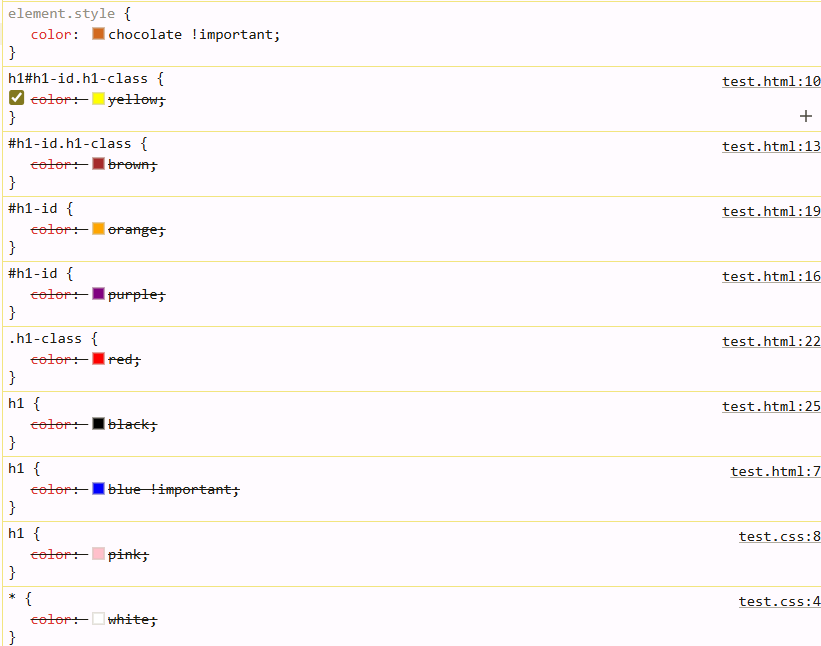 element.style {
color: chocolate !important;
}
h1#h1-id.h1-class { test.html:10
color: yellow;
} +
#h1-id.h1-class { test.html:13
color: brown;
}
#h1-id { test.html:19
color: orange;
}
#h1-id { test.html:16
color: purple;
}
.h1-class { test.html:22
color: red;
}
h1 { test.html:25
color: black;
}
h1 { test.html:7
color: blue !important;
}
h1 { test.css:8
color: pink;
}
* { test.css:4
color: white;
}